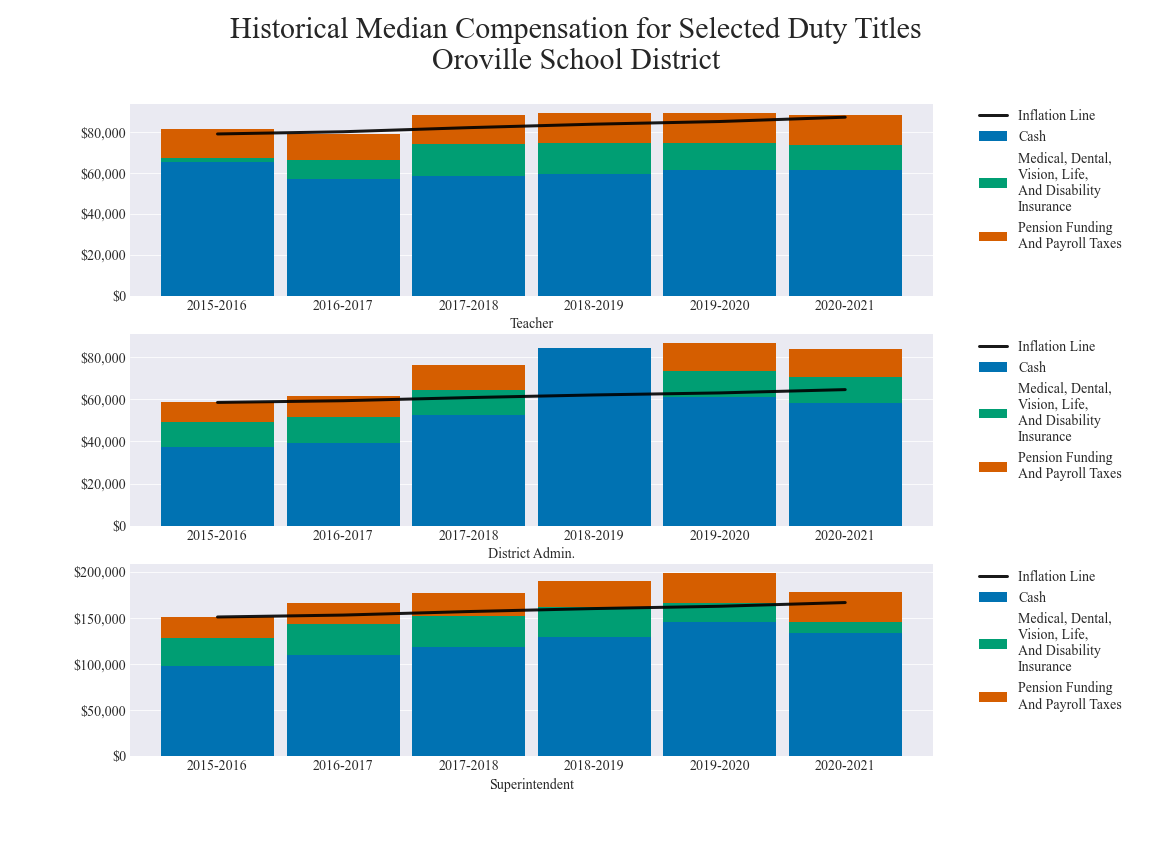 Historical Median Compensation for Selected Duty Titles
Oroville School District
$80,000
$60,000
$40,000
$20,000
$0
2015-2016 2016-2017 2017-2018 2018-2019 2019-2020 2020-2021
Teacher
Inflation Line
Cash
Medical, Dental,
Vision, Life,
And Disability
Insurance
Pension Funding
And Payroll Taxes
$80,000
$60,000
$40,000
$20,000
$0
2015-2016 2016-2017 2017-2018 2018-2019 2019-2020 2020-2021
District Admin.
Inflation Line
Cash
Medical, Dental,
Vision, Life,
And Disability
Insurance
Pension Funding
And Payroll Taxes
$200,000
$150,000
$100,000
$50,000
$0
2015-2016 2016-2017 2017-2018 2018-2019 2019-2020 2020-2021
Superintendent
Inflation Line
Cash
Medical, Dental,
Vision, Life,
And Disability
Insurance
Pension Funding
And Payroll Taxes